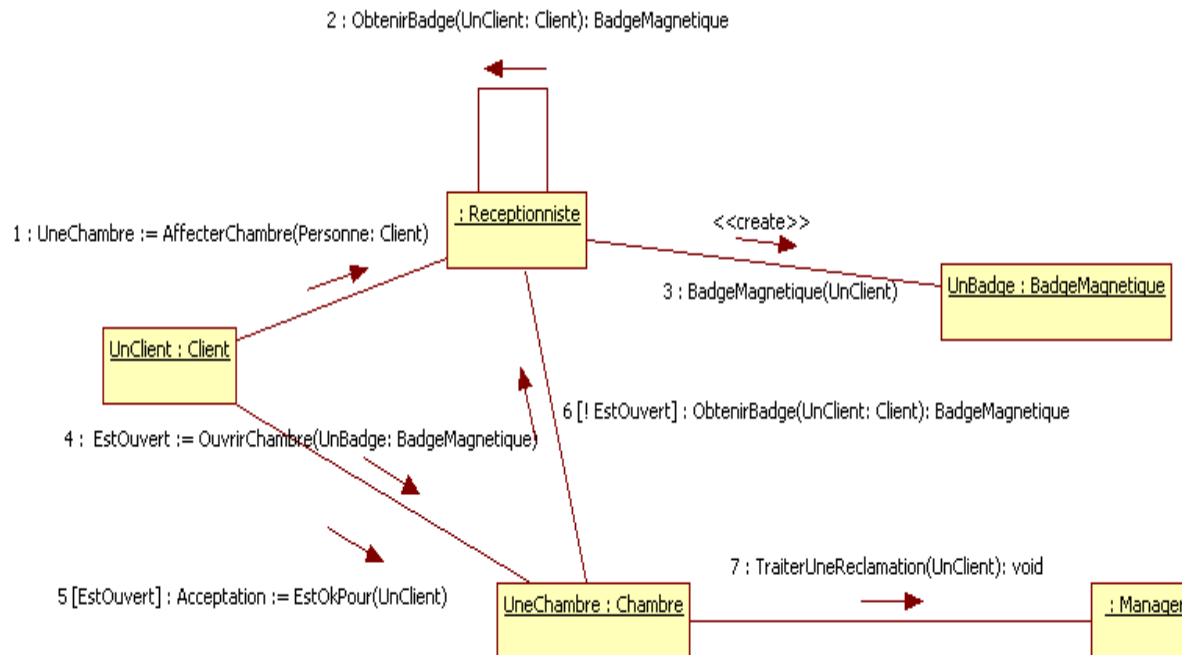 2 : ObtenirBadge(UnClient: Client): BadgeMagnetique
: Receptionniste
1 : UneChambre := AffecterChambre(Personne: Client)
<<create>>
3 : BadgeMagnetique(UnClient)
UnBadge : BadgeMagnetique
UnClient : Client
6 [! EstOuvert] : ObtenirBadge(UnClient: Client): BadgeMagnetique
4 : EstOuvert := OuvrirChambre(UnBadge: BadgeMagnetique)
5 [EstOuvert] : Acceptation := EstOkPour(UnClient)
7 : TraiterUneReclamation(UnClient): void
UneChambre : Chambre
: Manager